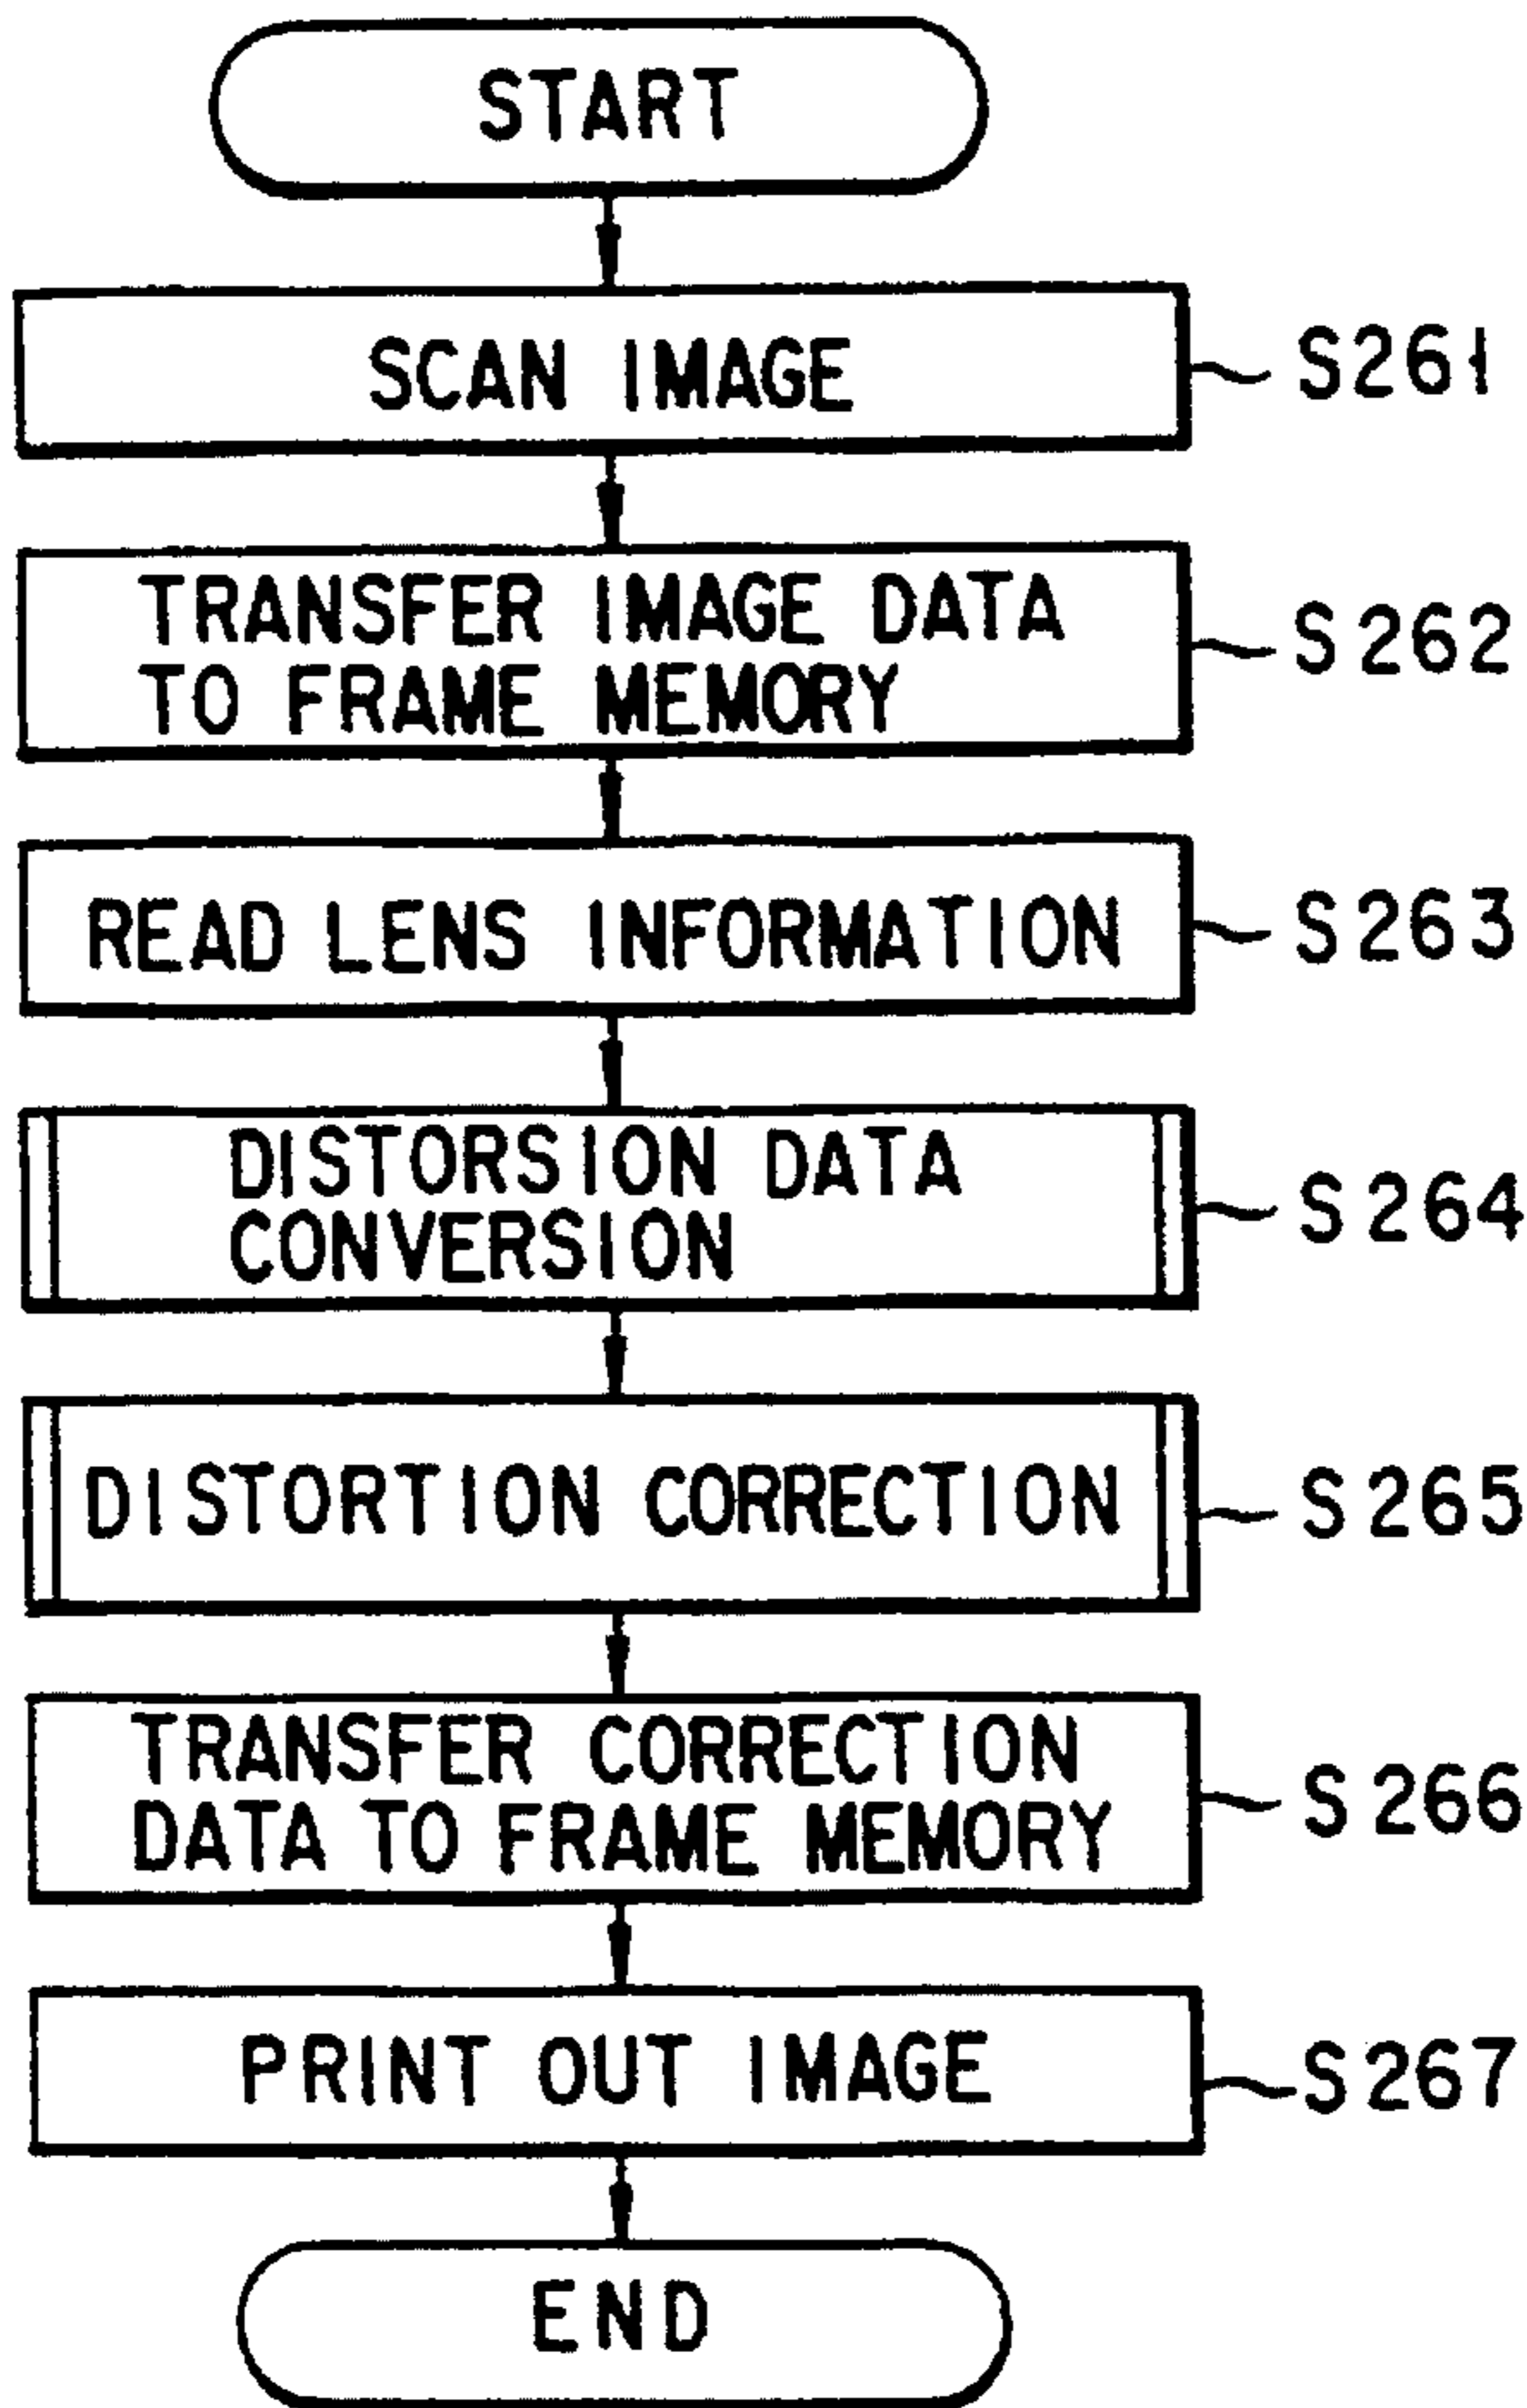 START
SCAN IMAGE S261
TRANSFER IMAGE DATA
TO FRAME MEMORY
S262
READ LENS INFORMATION S263
DISTORSION DATA
CONVERSION
S264
DISTORTION CORRECTION S265
TRANSFER CORRECTION
DATA TO FRAME MEMORY
S266
PRINT OUT IMAGE S267
END